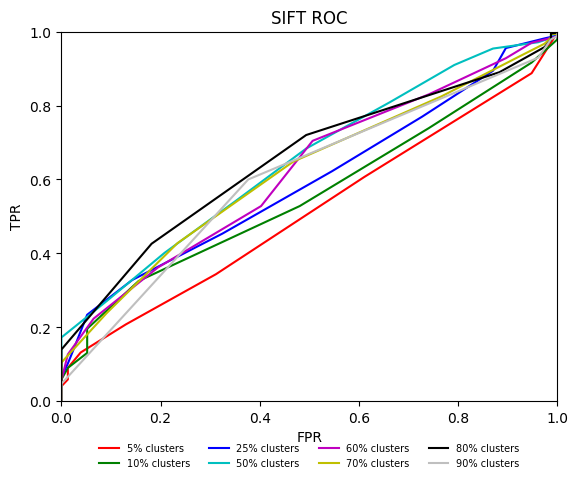 SIFT ROC
1.0
0.8
0.6
0.4
0.2
0.0
TPR
0.0 0.2 0.4 0.6 0.8 1.0
FPR
5% clusters 25% clusters 60% clusters 80% clusters
10% clusters 50% clusters 70% clusters 90% clusters